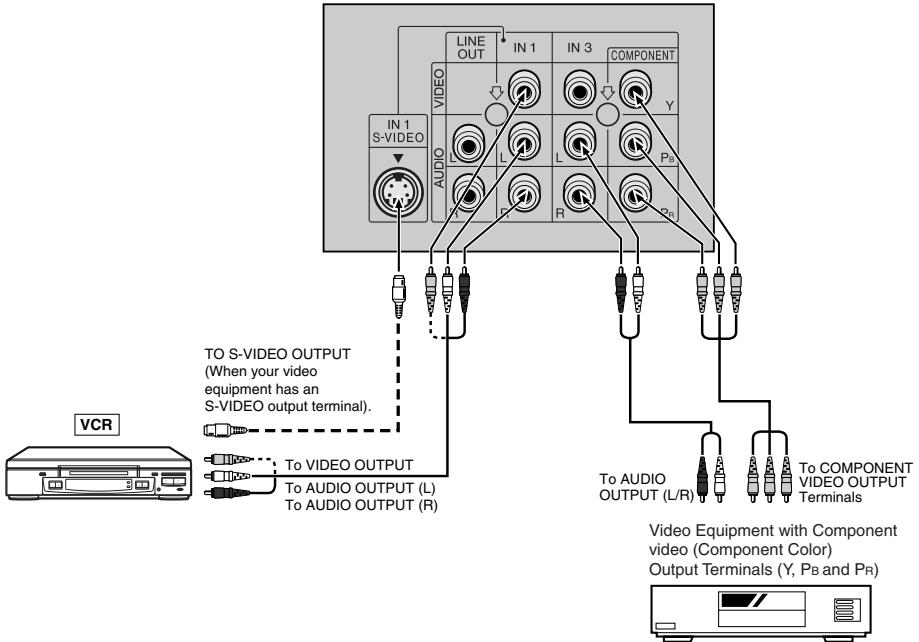 LINE
OUT
IN 1
IN 3
COMPONENT
VIDEO
Y
IN 1
S-VIDEO
AUDIO
L
L
L
PB
R
R
R
PR
TO S-VIDEO OUTPUT
(When your video
equipment has an
S-VIDEO output terminal).
VCR
To VIDEO OUTPUT
To AUDIO OUTPUT (L)
To AUDIO OUTPUT (R)
To AUDIO
OUTPUT (L/R)
To COMPONENT
VIDEO OUTPUT
Terminals
Video Equipment with Component
video (Component Color)
Output Terminals (Y, PB and PR)